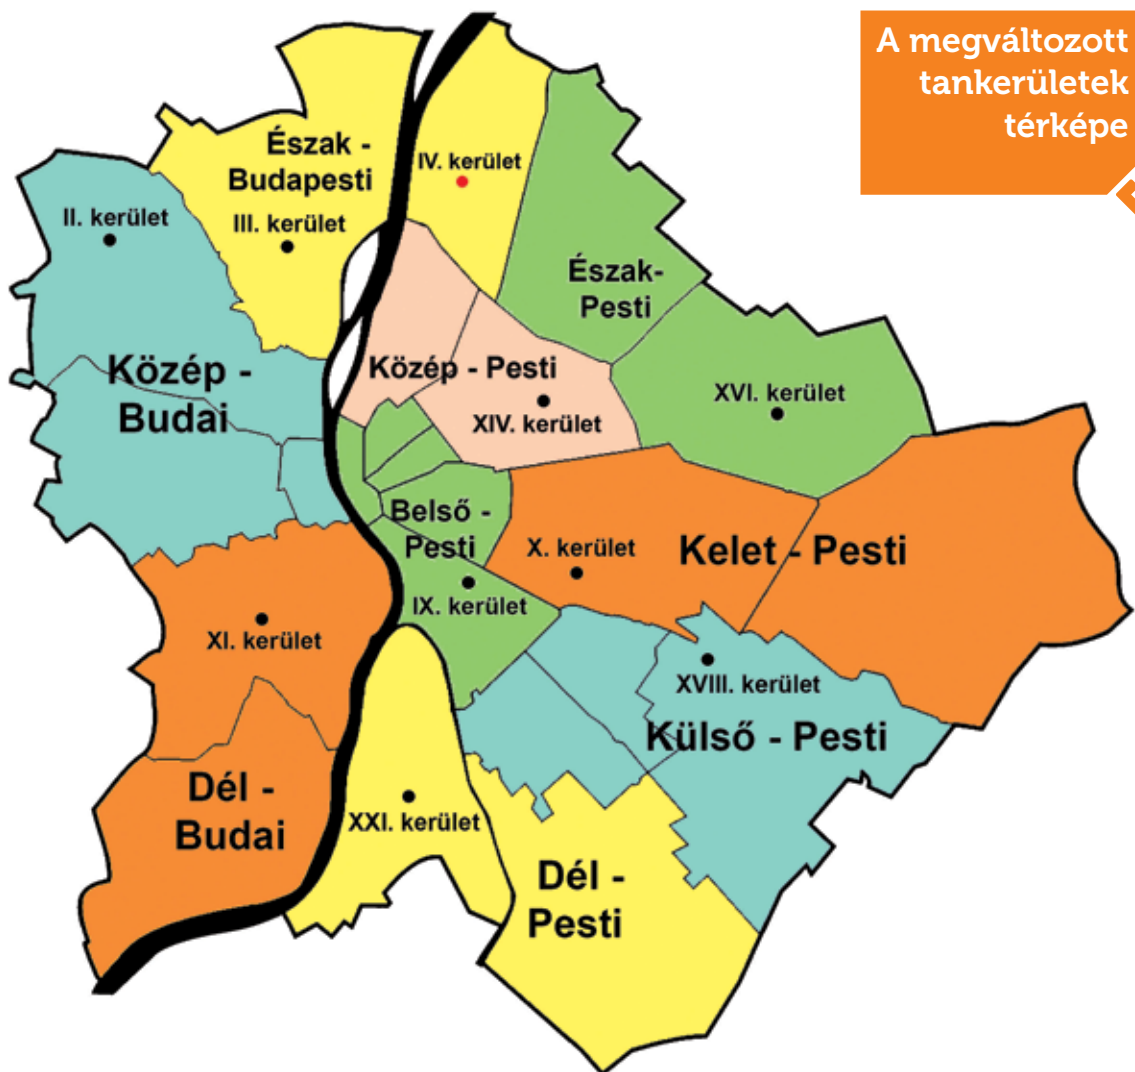 A megváltozott
tankerületek
térképe
Észak -
Budapesti
III. kerület
IV. kerület
II. kerület
Észak-
Pesti
Közép -
Budai
Közép - Pesti
XIV. kerület
XVI. kerület
Belső -
Pesti
IX. kerület
X. kerület
Kelet - Pesti
XI. kerület
XVIII. kerület
Külső - Pesti
Dél -
Budai
XXI. kerület
Dél -
Pesti